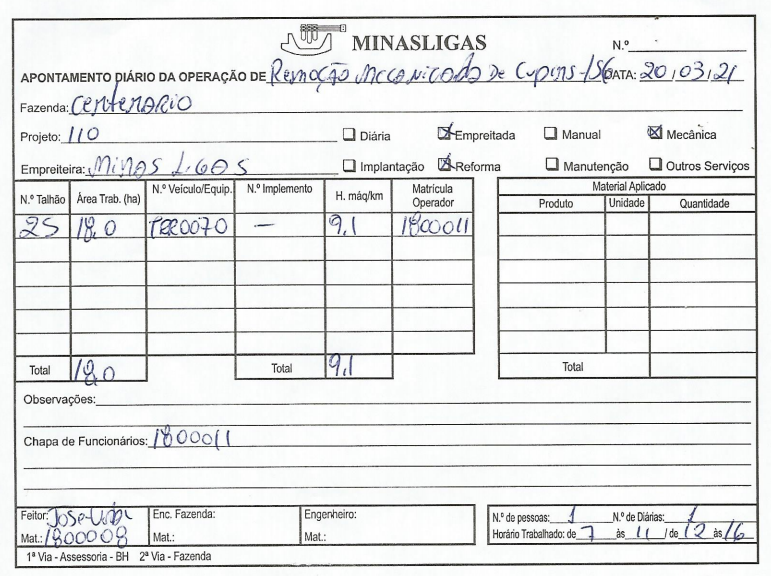 MINASLIGAS
N.º
APONTAMENTO DIÁRIO DA OPERAÇÃO DE Remoção Mecanicada De Cupins-156 DATA: 20/03/21
Fazenda: CENTENARIO
Projeto: 110 Diária Empreitada Manual Mecânica
Empreiteira: MINAS LIGAS Implantação Reforma Manutenção Outros Serviços
N.º Talhão Área Trab. (ha) N.º Veículo/Equip. N.º Implemento H. máq/km Matrícula Operador Material Aplicado
Produto Unidade Quantidade
25 18,0 TRR0070 — 9,1 1800011
Total 18,0 Total 9,1 Total
Observações:
Chapa de Funcionários: 1800011
Feitor: José Enc. Fazenda: Engenheiro: N.º de pessoas: 1 N.º de Diárias: 1
Mat.: 1800008 Mat.: Mat.: Horário Trabalhado: de 7 às 11 / de 12 às 16
1ª Via - Assessoria - BH 2ª Via - Fazenda